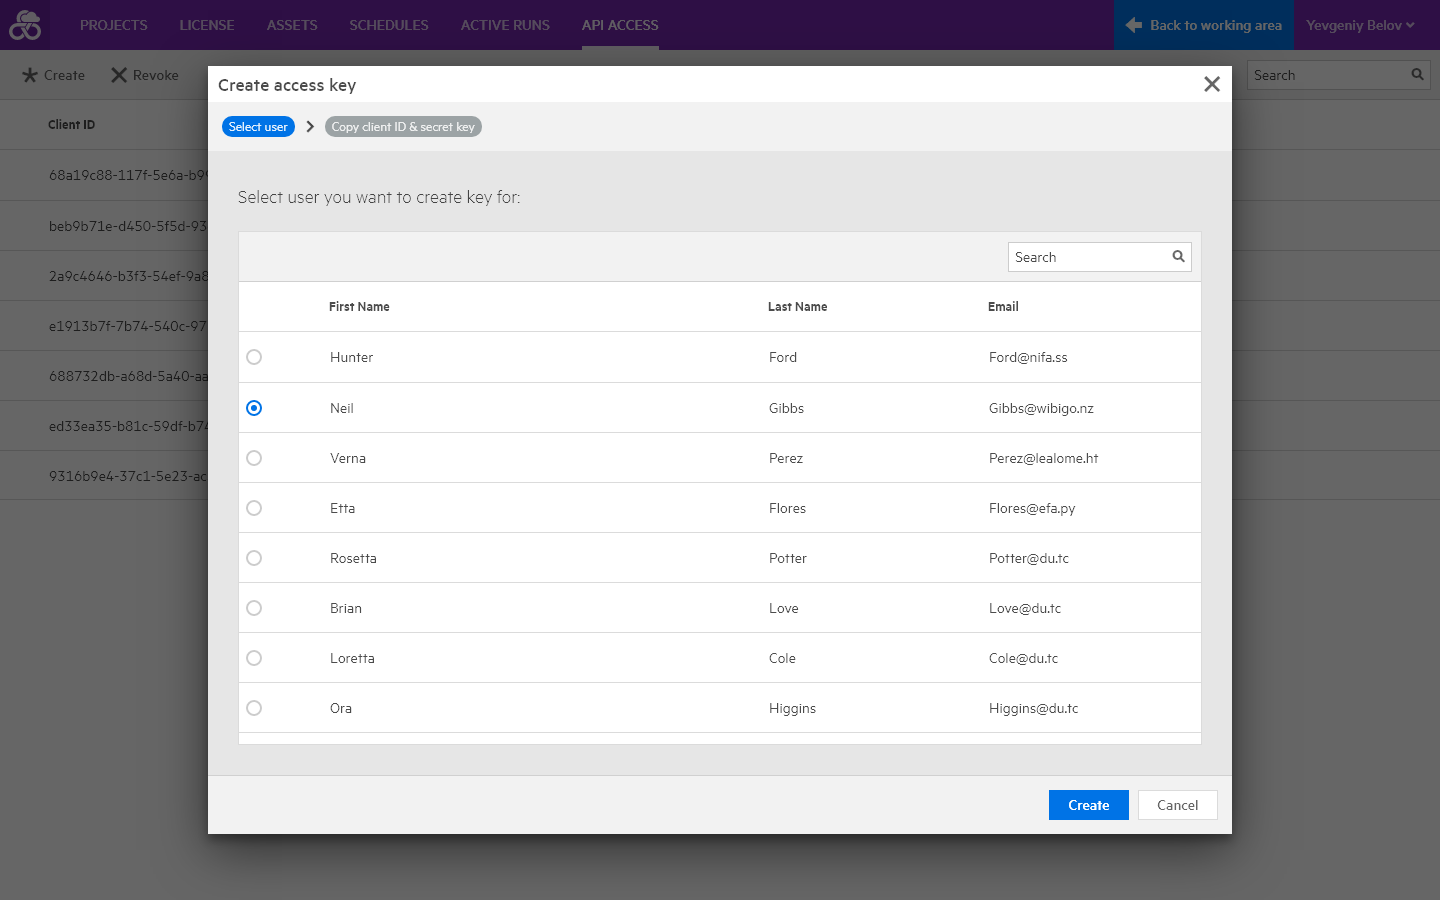 PROJECTS LICENSE ASSETS SCHEDULES ACTIVE RUNS API ACCESS Back to working area Yevgeniy Belov
Create Revoke Search
Create access key
Client ID
Select user Copy client ID & secret key
68a19c88-117f-5e6a-b99
Select user you want to create key for:
beb9b71e-d450-5f5d-93
Search
2a9c4646-b3f3-54ef-9a8
First Name Last Name Email
e1913b7f-7b74-540c-97
Hunter Ford Ford@nifa.ss
688732db-a68d-5a40-aa
Neil Gibbs Gibbs@wibigo.nz
ed33ea35-b81c-59df-b74
Verna Perez Perez@lealome.ht
9316b9e4-37c1-5e23-ac
Etta Flores Flores@efa.py
Rosetta Potter Potter@du.tc
Brian Love Love@du.tc
Loretta Cole Cole@du.tc
Ora Higgins Higgins@du.tc
Create Cancel